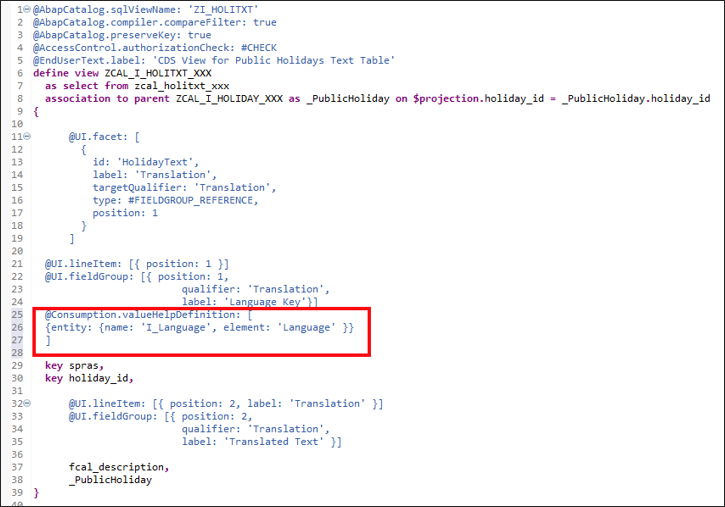 1 @AbapCatalog.sqlViewName: 'ZI_HOLITXT'
2 @AbapCatalog.compiler.compareFilter: true
3 @AbapCatalog.preserveKey: true
4 @AccessControl.authorizationCheck: #CHECK
5 @EndUserText.label: 'CDS View for Public Holidays Text Table'
6 define view ZCAL_I_HOLITXT_XXX
7   as select from zcal_holitxt_xxx
8   association to parent ZCAL_I_HOLIDAY_XXX as _PublicHoliday on $projection.holiday_id = _PublicHoliday.holiday_id
9 {
10
11       @UI.facet: [
12         {
13           id: 'HolidayText',
14           label: 'Translation',
15           targetQualifier: 'Translation',
16           type: #FIELDGROUP_REFERENCE,
17           position: 1
18         }
19       ]
20
21   @UI.lineItem: [{ position: 1 }]
22   @UI.fieldGroup: [{ position: 1,
23                          qualifier: 'Translation',
24                          label: 'Language Key'}]
25   @Consumption.valueHelpDefinition: [
26   {entity: {name: 'I_Language', element: 'Language' }}
27   ]
28
29   key spras,
30   key holiday_id,
31
32       @UI.lineItem: [{ position: 2, label: 'Translation' }]
33       @UI.fieldGroup: [{ position: 2,
34                          qualifier: 'Translation',
35                          label: 'Translated Text' }]
36
37       fcal_description,
38       _PublicHoliday
39 }
40